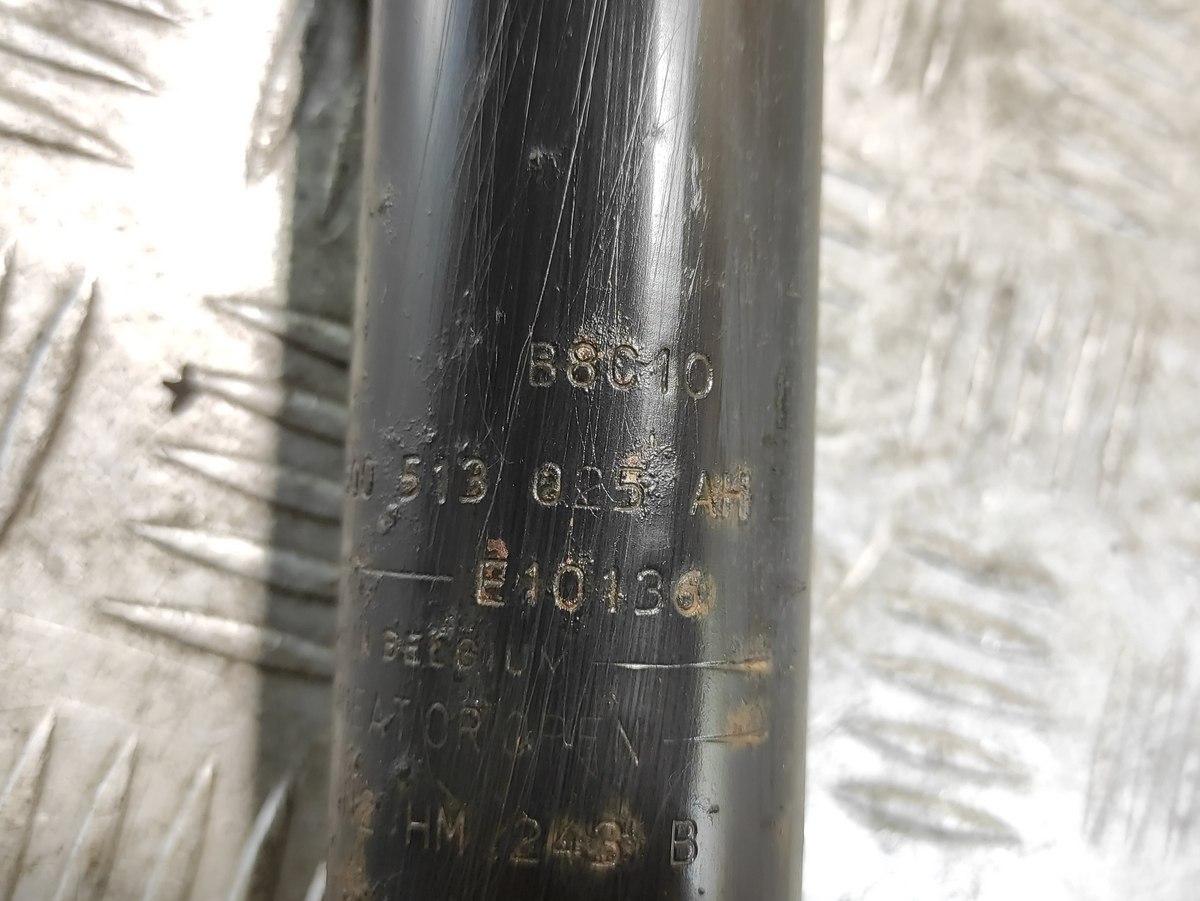 B8C10
513 025 AH
E10136
BELGIUM
HM 243 B